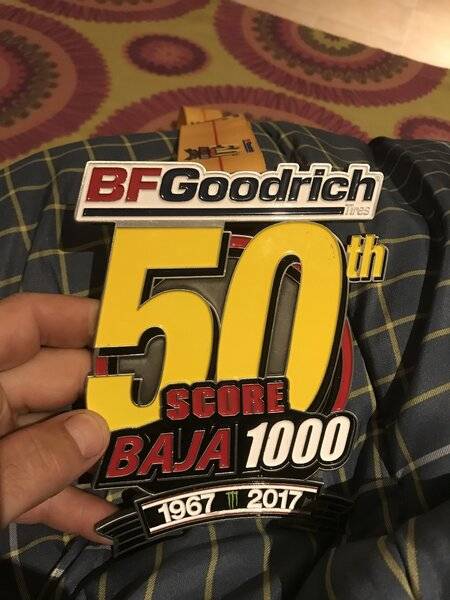 BFGoodrich
Tires
50th
SCORE
BAJA 1000
1967 2017